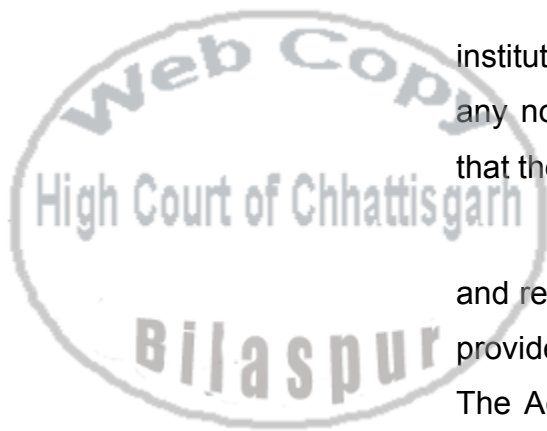 Web Copy
High Court of Chhattisgarh
Bilaspur
institut
any no
that the
and re
provide
The A